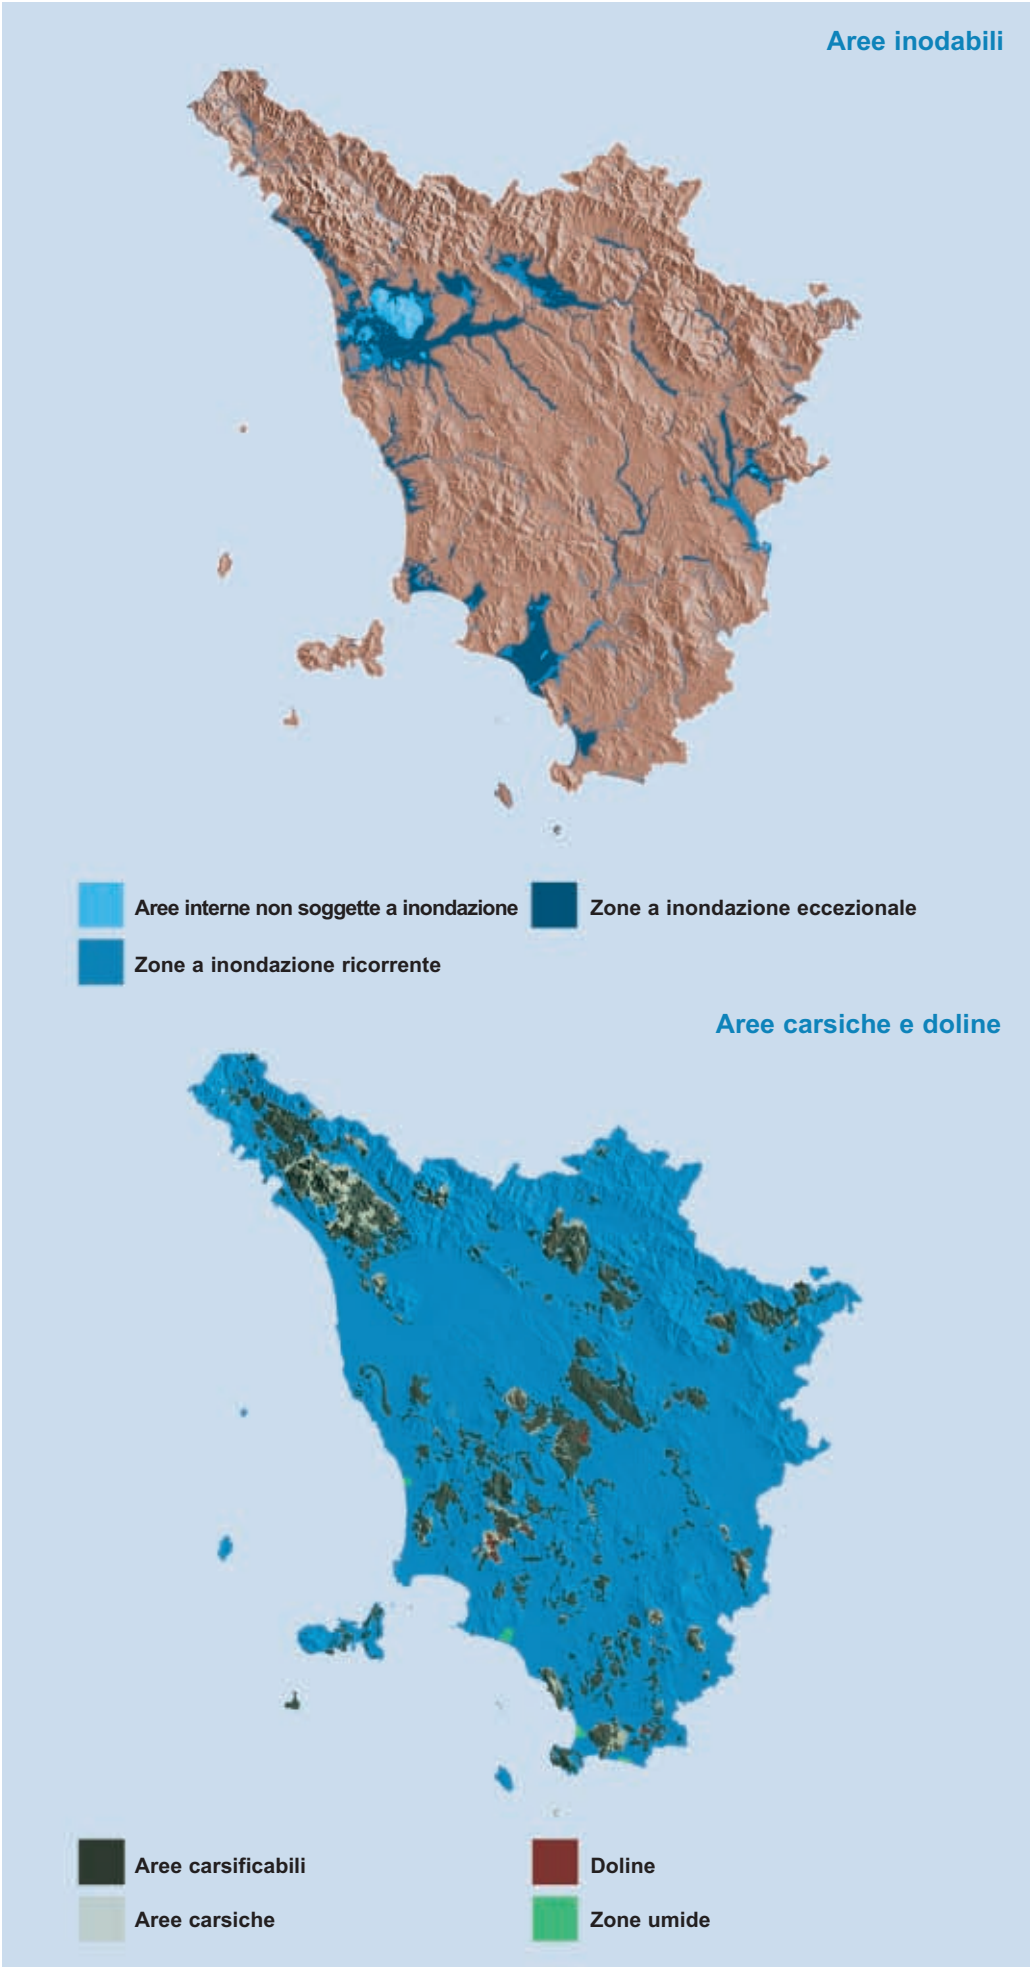 Aree inodabili
Aree interne non soggette a inondazione
Zone a inondazione eccezionale
Zone a inondazione ricorrente
Aree carsiche e doline
Aree carsificabili
Doline
Aree carsiche
Zone umide